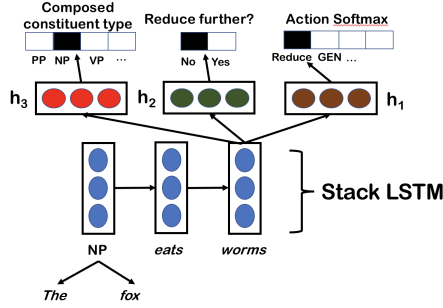 Composed
constituent type
Reduce further?
Action Softmax
PP NP VP ...
No Yes
Reduce GEN ...
h3
h2
h1
Stack LSTM
NP
eats
worms
The
fox